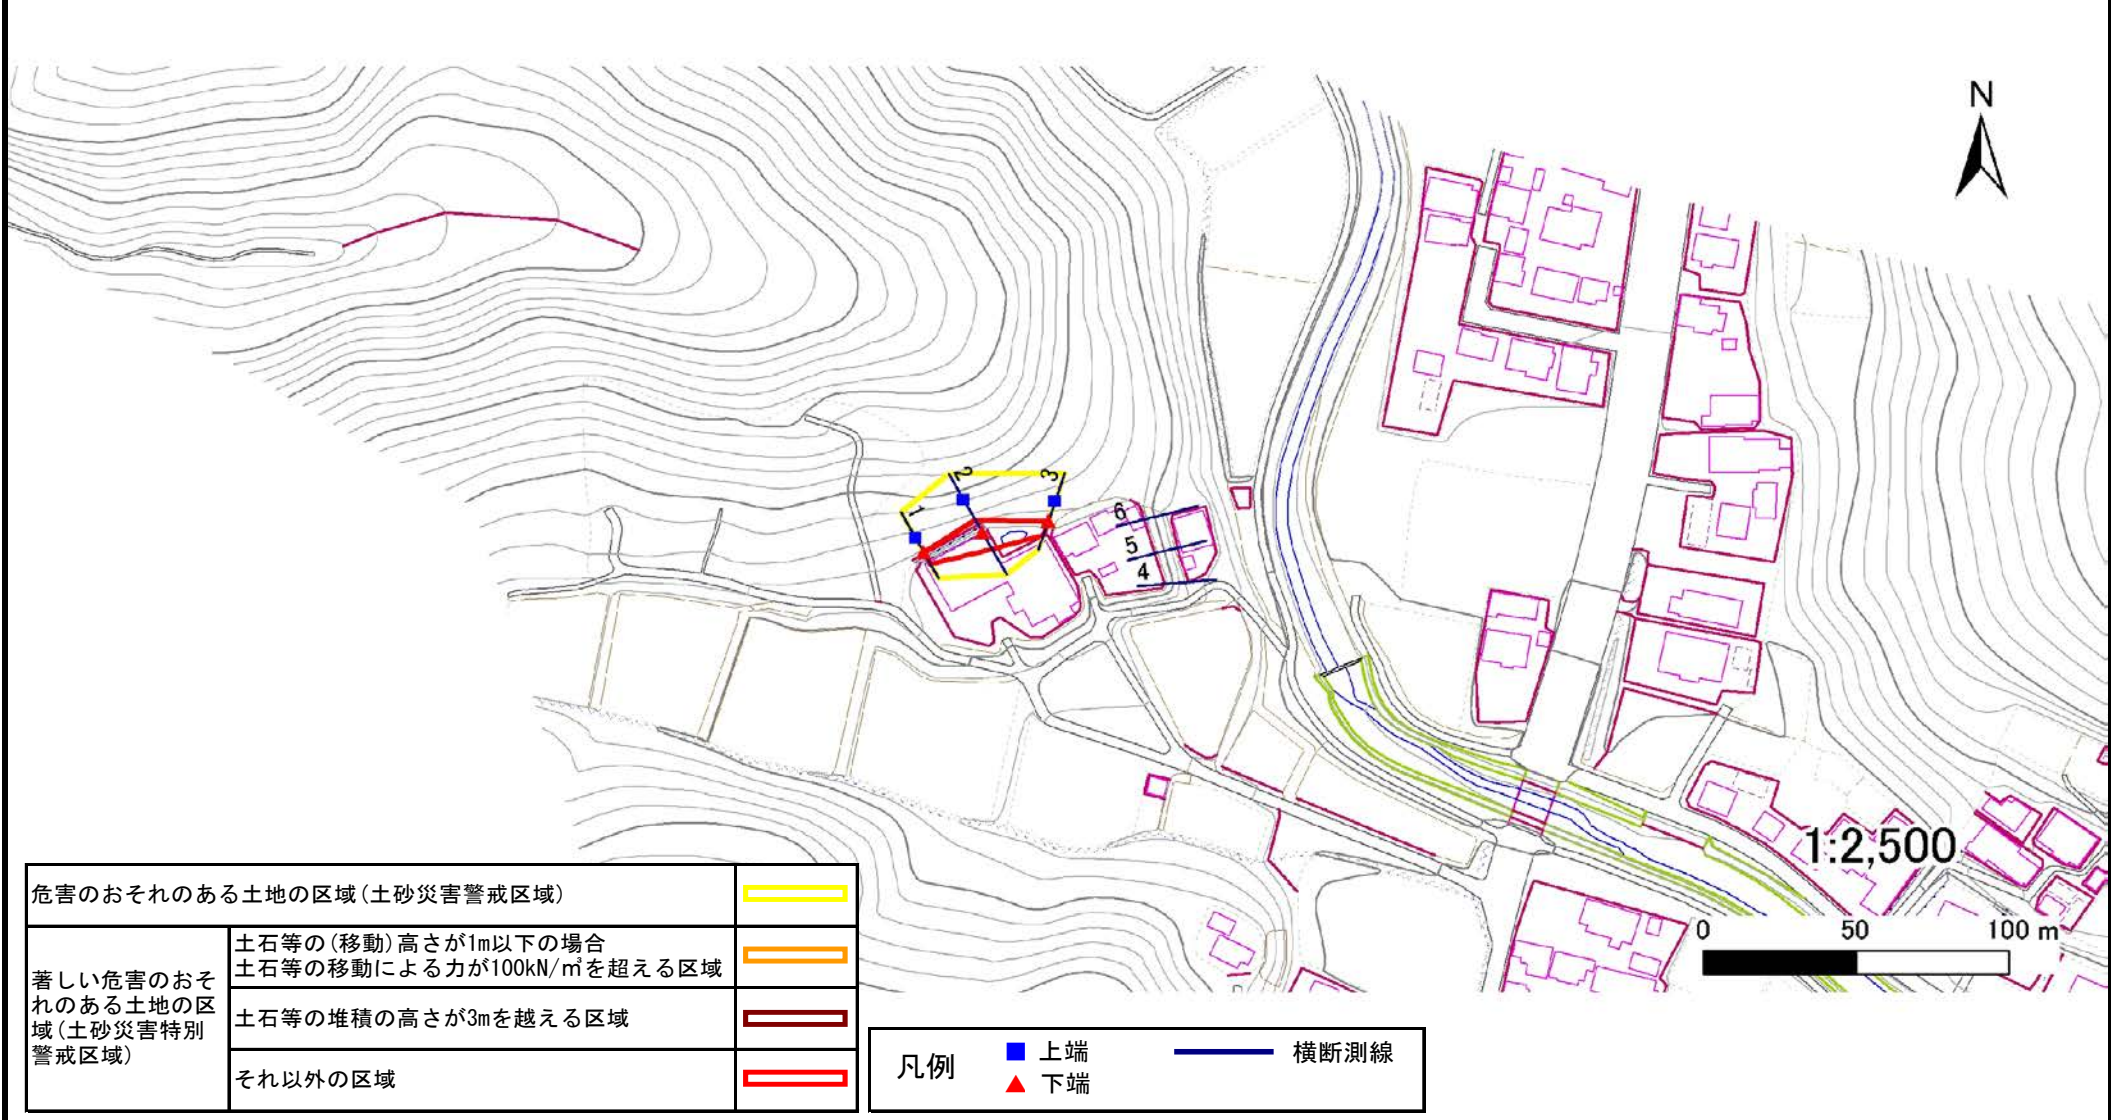 N
2
3
1
6
5
4
1:2,500
0 50 100 m
危害のおそれのある土地の区域(土砂災害警戒区域)
著しい危害のおそ
れのある土地の区
域(土砂災害特別
警戒区域)
土石等の(移動)高さが1m以下の場合
土石等の移動による力が100kN/㎡を超える区域
土石等の堆積の高さが3mを越える区域
それ以外の区域
凡例
上端
下端
横断測線